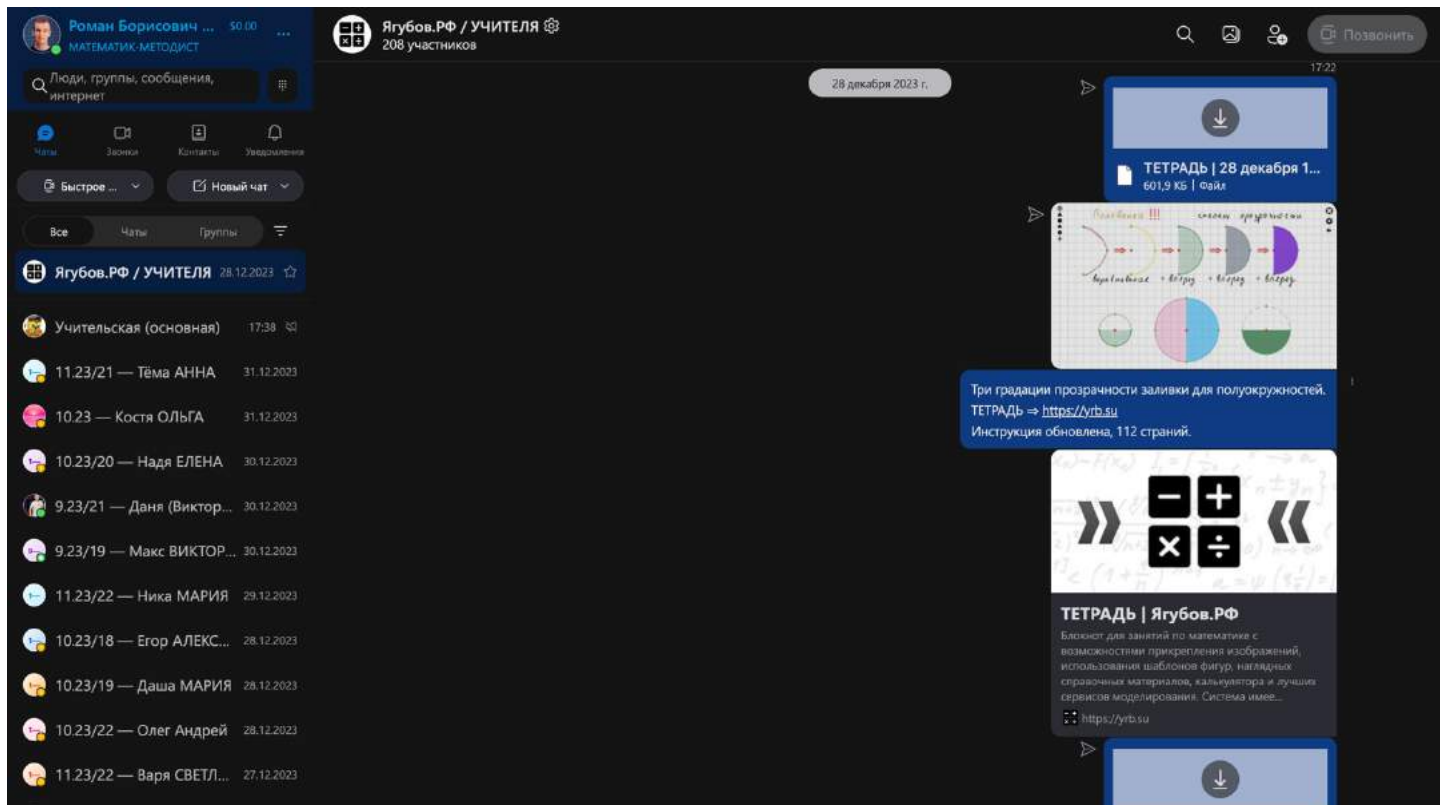 Роман Борисович ... $0.00 ...
МАТЕМАТИК-МЕТОДИСТ
Люди, группы, сообщения,
интернет
Чаты Звонки Контакты Уведомления
Быстрое ... Новый чат
Все Чаты Группы
Ягубов.РФ / УЧИТЕЛЯ 28.12.2023
Учительская (основная) 17:38
11.23/21 — Тёма АННА 31.12.2023
10.23 — Костя ОЛЬГА 31.12.2023
10.23/20 — Надя ЕЛЕНА 30.12.2023
9.23/21 — Даня (Виктор... 30.12.2023
9.23/19 — Макс ВИКТОР... 30.12.2023
11.23/22 — Ника МАРИЯ 29.12.2023
10.23/18 — Егор АЛЕКС... 28.12.2023
10.23/19 — Даша МАРИЯ 28.12.2023
10.23/22 — Олег Андрей 28.12.2023
11.23/22 — Варя СВЕТЛ... 27.12.2023
Ягубов.РФ / УЧИТЕЛЯ
208 участников
Позвонить
17:22
28 декабря 2023 г.
ТЕТРАДЬ | 28 декабря 1...
601,9 КБ | Файл
!!!
+ вперед + вперед
Три градации прозрачности заливки для полуокружностей.
ТЕТРАДЬ ⇒ https://yrb.su
Инструкция обновлена, 112 страний.
ТЕТРАДЬ | Ягубов.РФ
Блокнот для занятий по математике с
возможностями прикрепления изображений,
использования шаблонов фигур, наглядных
справочных материалов, калькулятора и лучших
сервисов моделирования. Система имее...
https://yrb.su